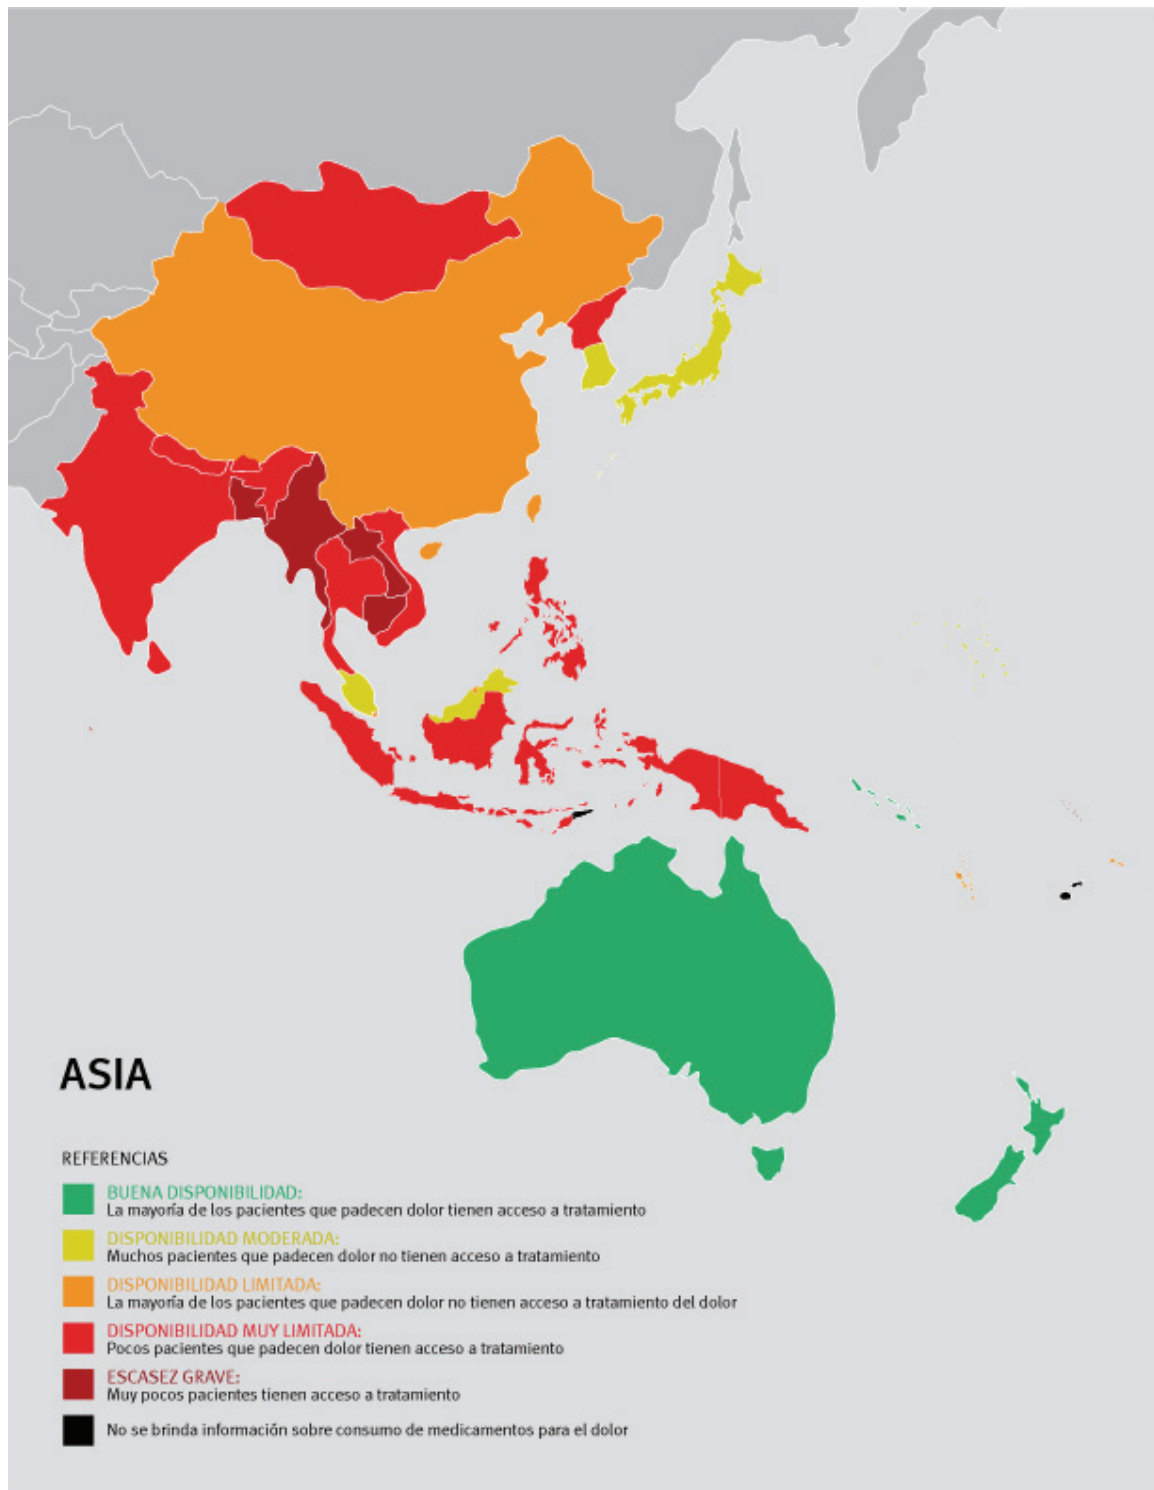 ASIA
REFERENCIAS
BUENA DISPONIBILIDAD:
La mayoría de los pacientes que padecen dolor tienen acceso a tratamiento
DISPONIBILIDAD MODERADA:
Muchos pacientes que padecen dolor no tienen acceso a tratamiento
DISPONIBILIDAD LIMITADA:
La mayoría de los pacientes que padecen dolor no tienen acceso a tratamiento del dolor
DISPONIBILIDAD MUY LIMITADA:
Pocos pacientes que padecen dolor tienen acceso a tratamiento
ESCASEZ GRAVE:
Muy pocos pacientes tienen acceso a tratamiento
No se brinda información sobre consumo de medicamentos para el dolor